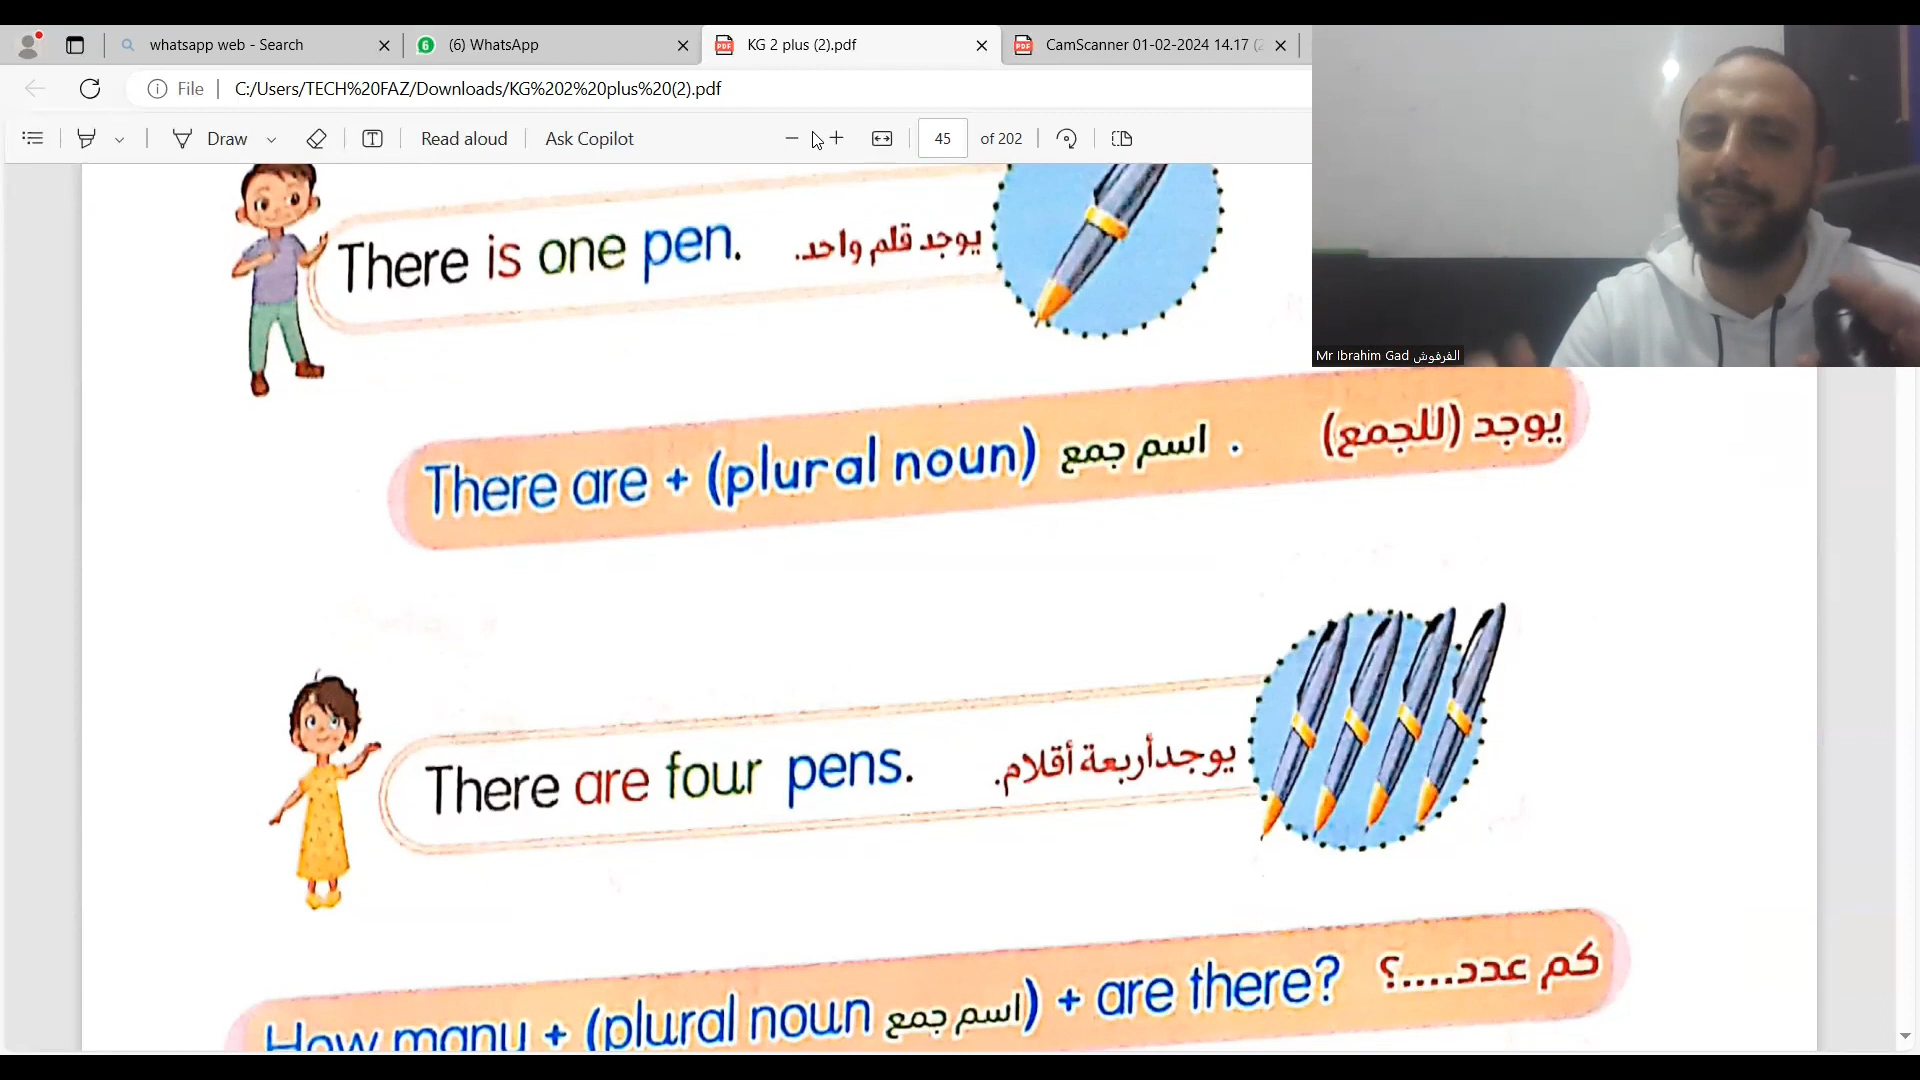 whatsapp web - Search
(6) WhatsApp
KG 2 plus (2).pdf
CamScanner 01-02-2024 14.17 (2
File
C:/Users/TECH%20FAZ/Downloads/KG%202%20plus%20(2).pdf
Draw
Read aloud
Ask Copilot
45 of 202
There is one pen. يوجد قلم واحد.
Mr Ibrahim Gad الفرفوش
There are + (plural noun) اسم جمع . يوجد (للجمع)
There are four pens. يوجد أربعة أقلام.
How many + (plural noun اسم جمع) + are there? كم عدد....؟